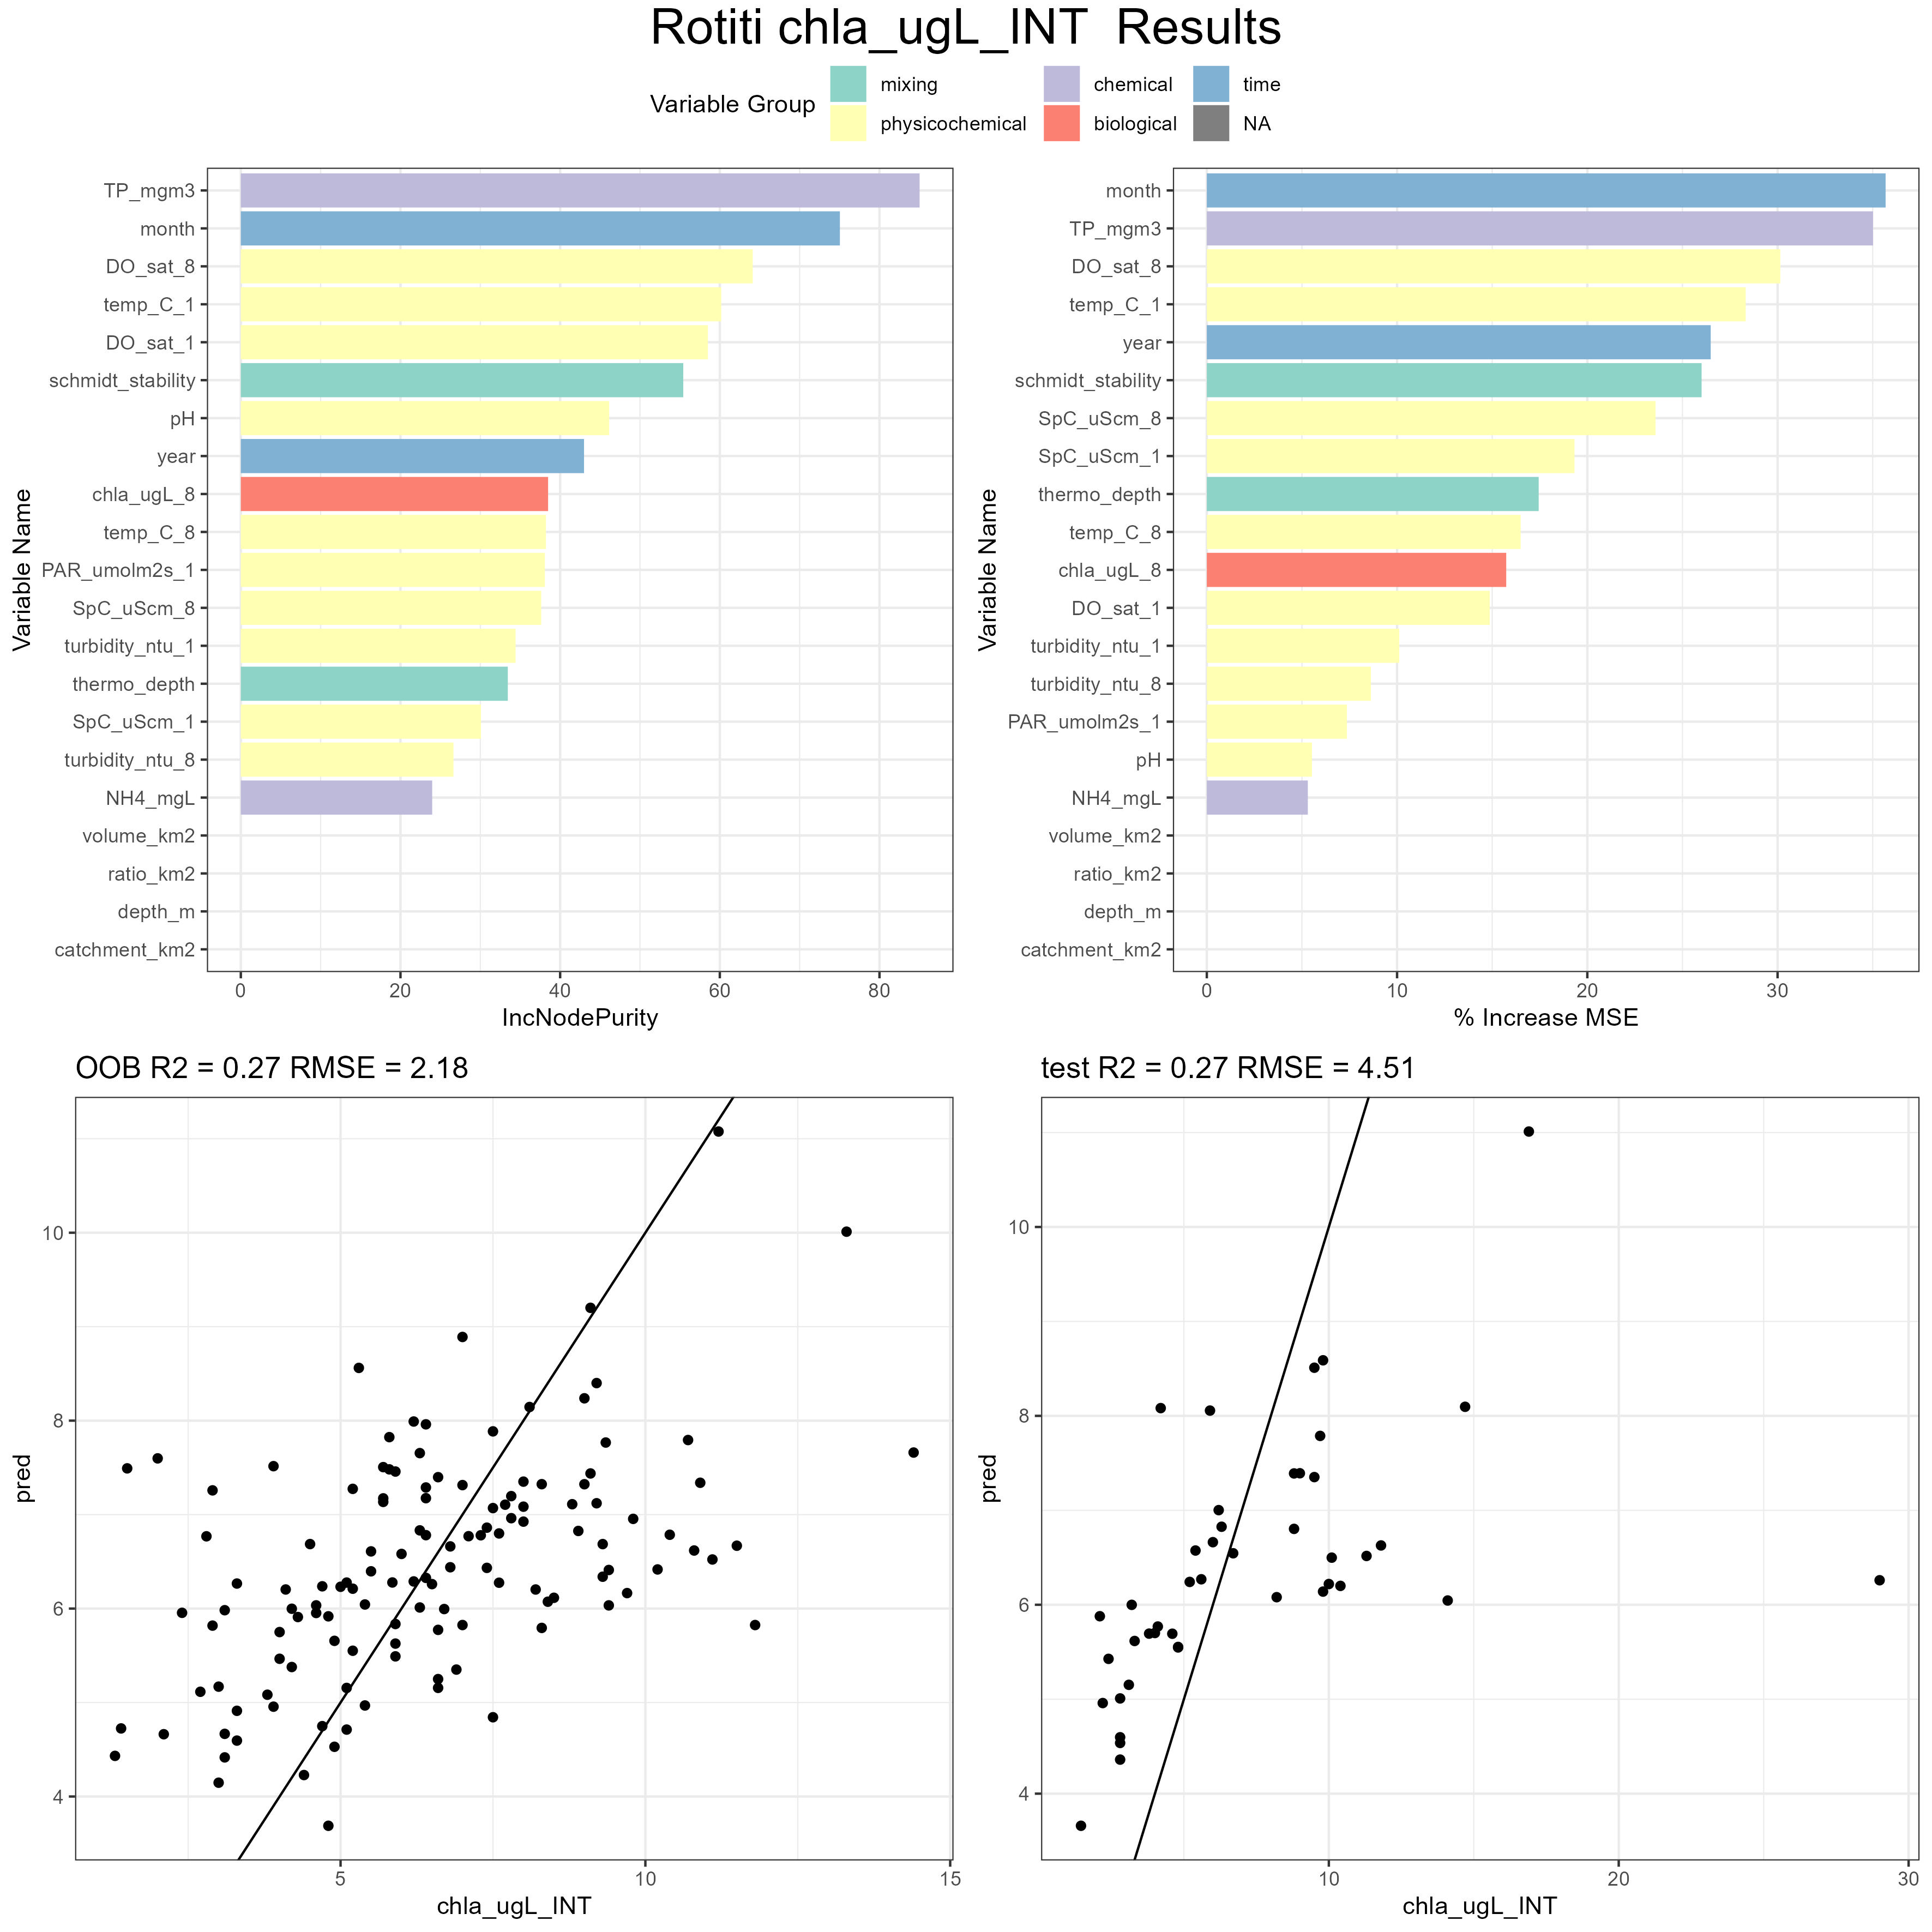 Rotiti chla_ugL_INT  Results
Variable Group
mixing
chemical
time
physicochemical
biological
NA
Variable Name
TP_mgm3
month
DO_sat_8
temp_C_1
DO_sat_1
schmidt_stability
pH
year
chla_ugL_8
temp_C_8
PAR_umolm2s_1
SpC_uScm_8
turbidity_ntu_1
thermo_depth
SpC_uScm_1
turbidity_ntu_8
NH4_mgL
volume_km2
ratio_km2
depth_m
catchment_km2
0 20 40 60 80
IncNodePurity
Variable Name
month
TP_mgm3
DO_sat_8
temp_C_1
year
schmidt_stability
SpC_uScm_8
SpC_uScm_1
thermo_depth
temp_C_8
chla_ugL_8
DO_sat_1
turbidity_ntu_1
turbidity_ntu_8
PAR_umolm2s_1
pH
NH4_mgL
volume_km2
ratio_km2
depth_m
catchment_km2
0 10 20 30
% Increase MSE
OOB R2 = 0.27 RMSE = 2.18
pred
10
8
6
4
5 10 15
chla_ugL_INT
test R2 = 0.27 RMSE = 4.51
pred
10
8
6
4
10 20 30
chla_ugL_INT